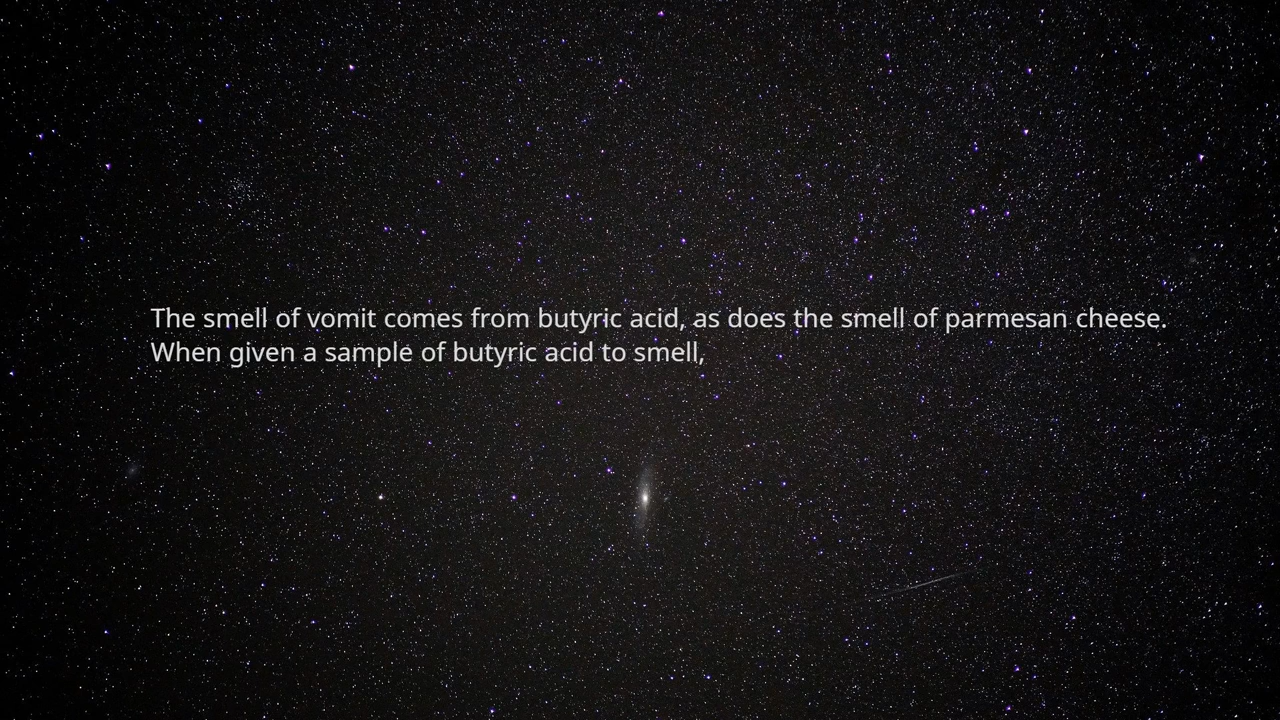 The smell of vomit comes from butyric acid, as does the smell of parmesan cheese.
When given a sample of butyric acid to smell,